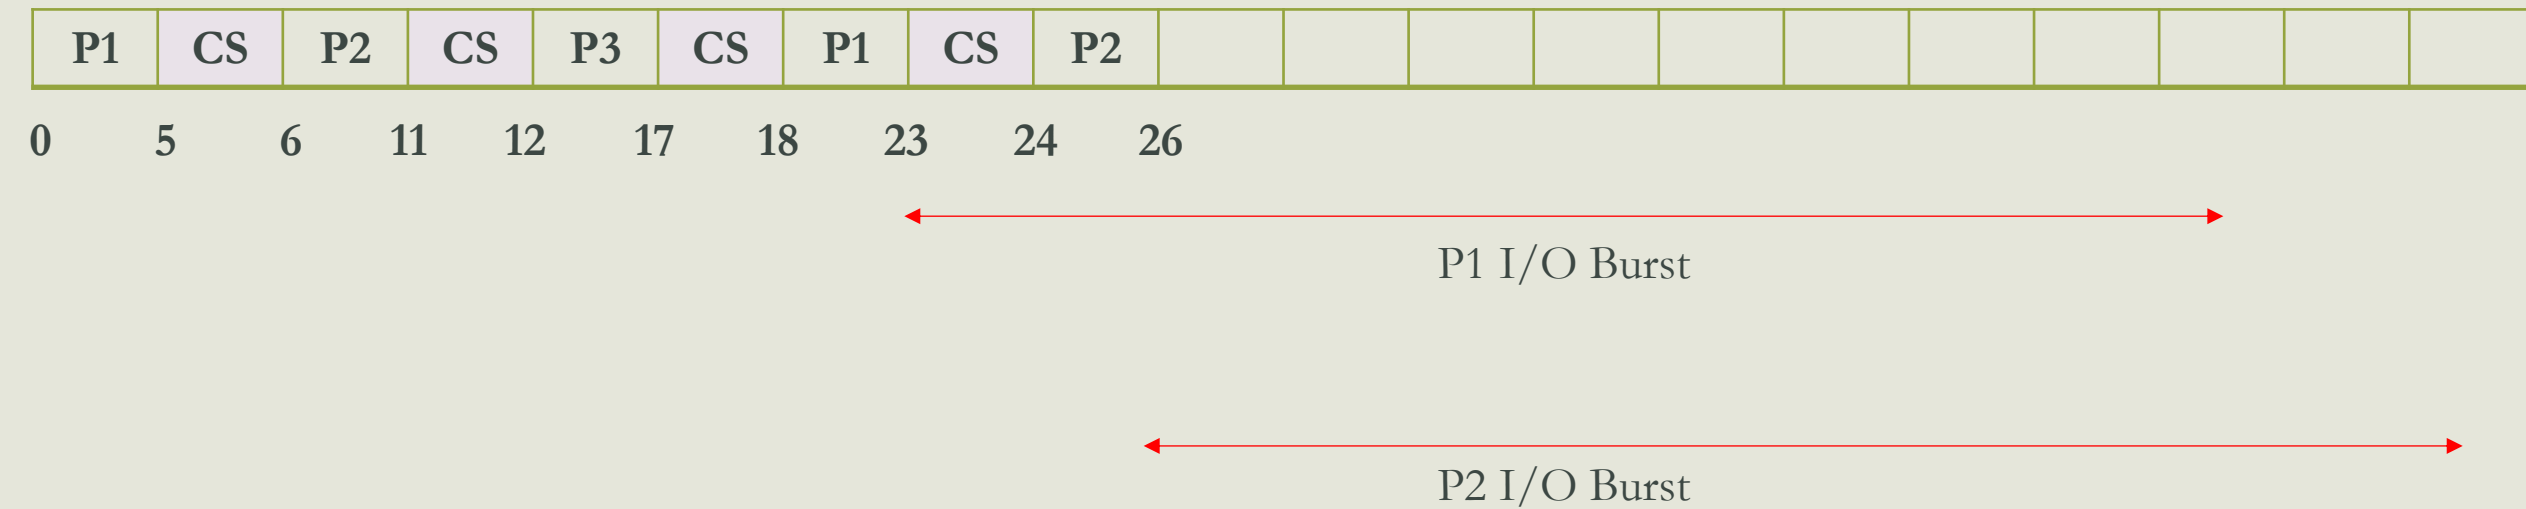 P1 CS P2 CS P3 CS P1 CS P2
0 5 6 11 12 17 18 23 24 26
P1 I/O Burst
P2 I/O Burst